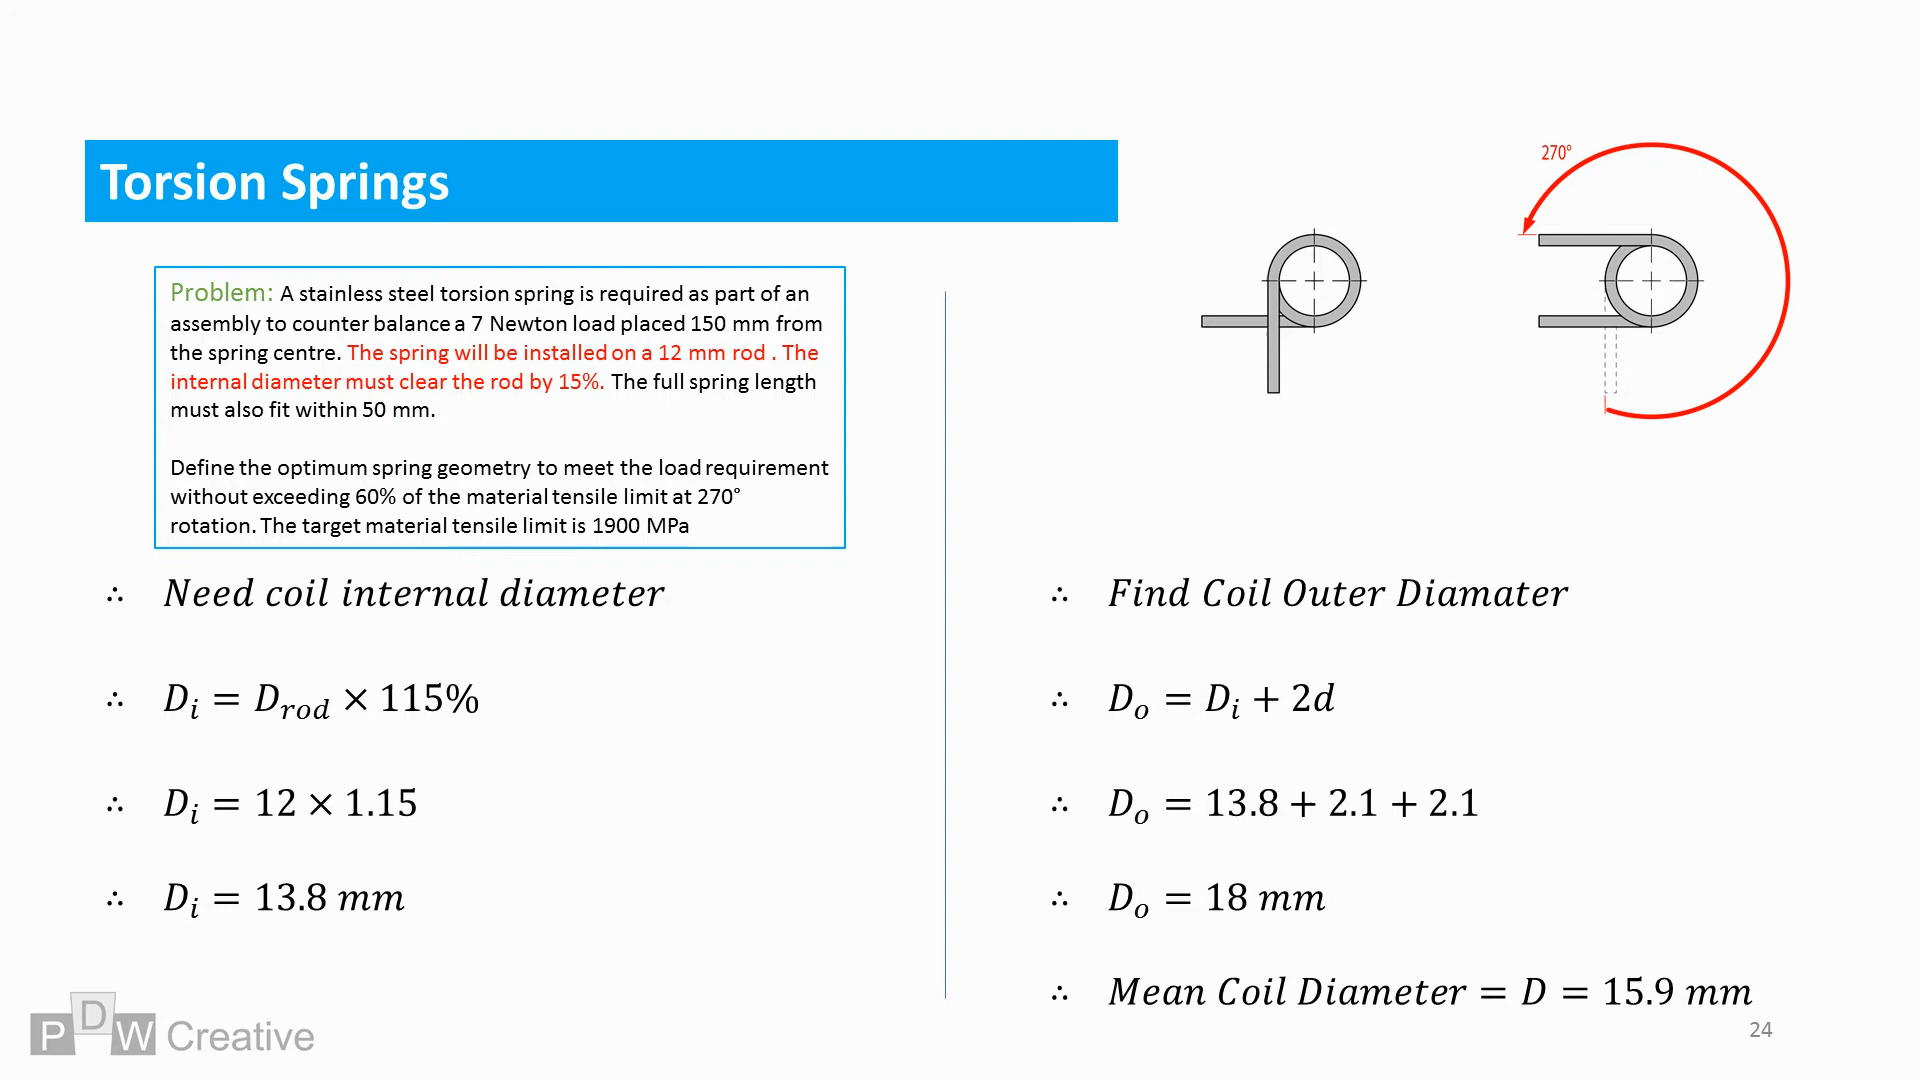 Torsion Springs
270°
Problem: A stainless steel torsion spring is required as part of an
assembly to counter balance a 7 Newton load placed 150 mm from
the spring centre. The spring will be installed on a 12 mm rod . The
internal diameter must clear the rod by 15%. The full spring length
must also fit within 50 mm.
Define the optimum spring geometry to meet the load requirement
without exceeding 60% of the material tensile limit at 270°
rotation. The target material tensile limit is 1900 MPa
∴ Need coil internal diameter
∴ D_i = D_rod × 115%
∴ D_i = 12 × 1.15
∴ D_i = 13.8 mm
∴ Find Coil Outer Diamater
∴ D_o = D_i + 2d
∴ D_o = 13.8 + 2.1 + 2.1
∴ D_o = 18 mm
∴ Mean Coil Diameter = D = 15.9 mm
PDW Creative
24